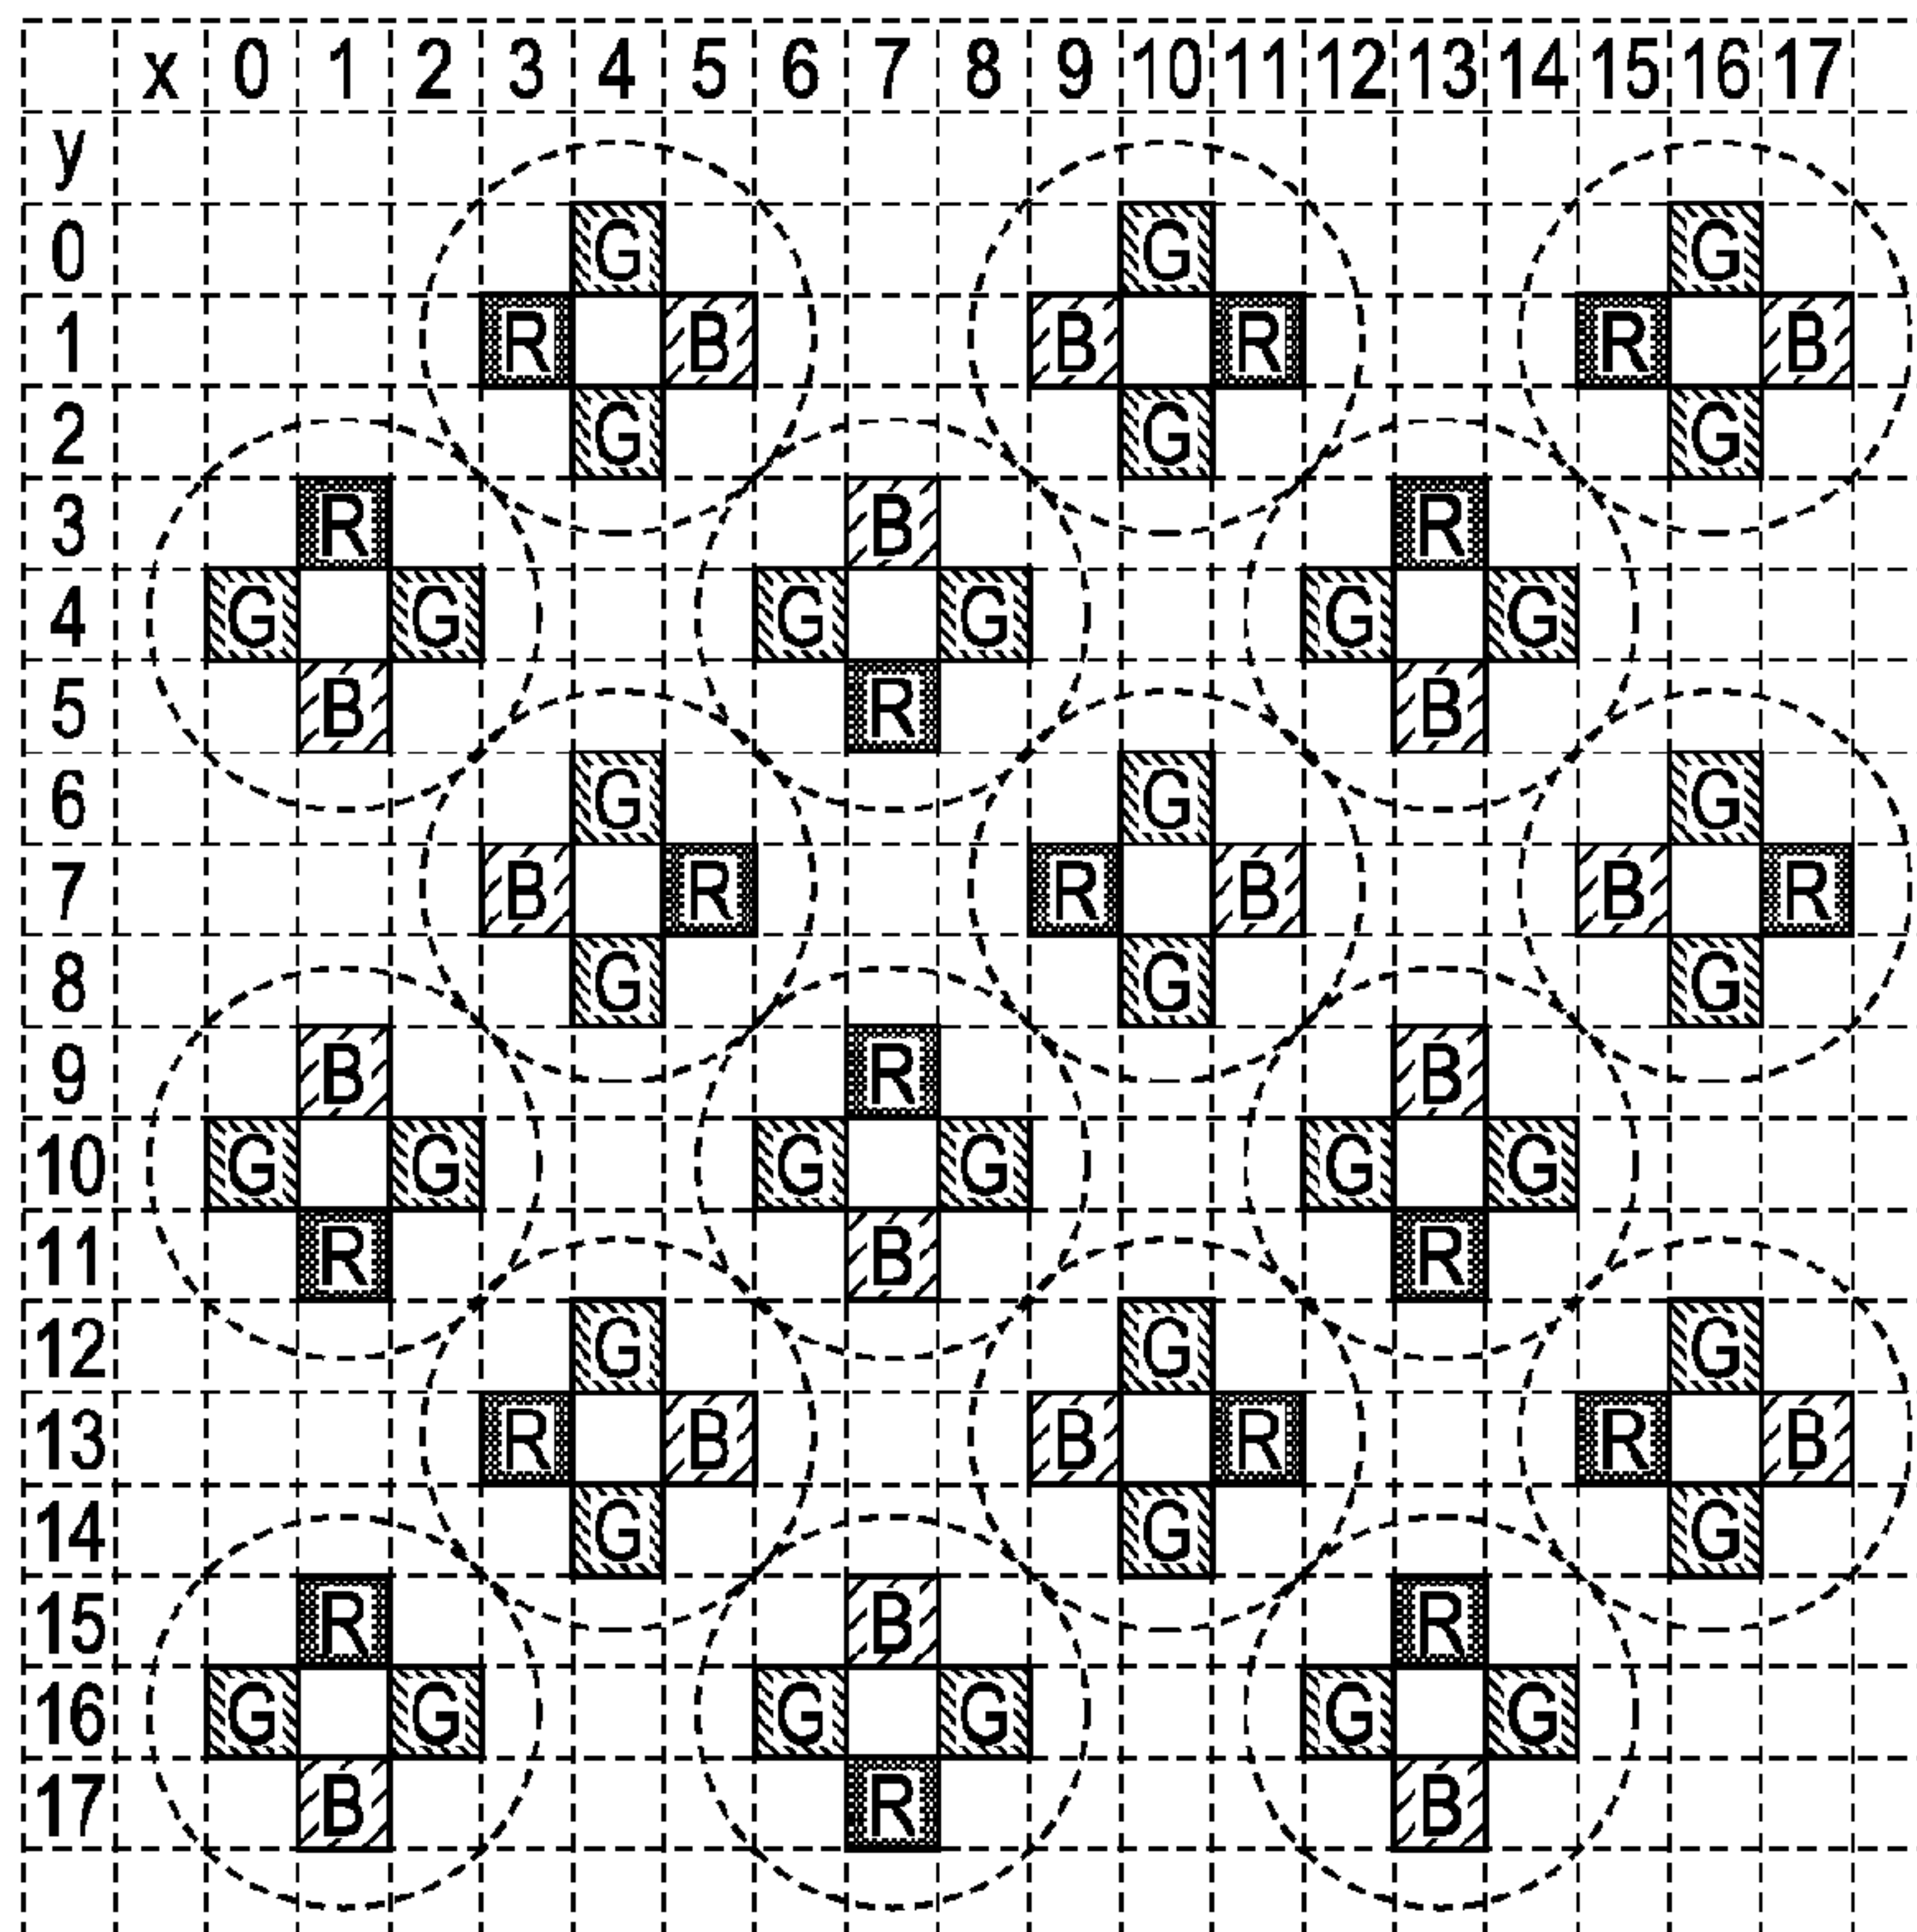 x 0 1 2 3 4 5 6 7 8 9 10 11 12 13 14 15 16 17
y
0 G G G
1 R B B R R B
2 G G G
3 R B R
4 G G G G G G
5 B R B
6 G G G
7 B R R B B R
8 G G G
9 B R B
10 G G G G G G
11 R B R
12 G G G
13 R B B R R B
14 G G G
15 R B R
16 G G G G G G
17 B R B